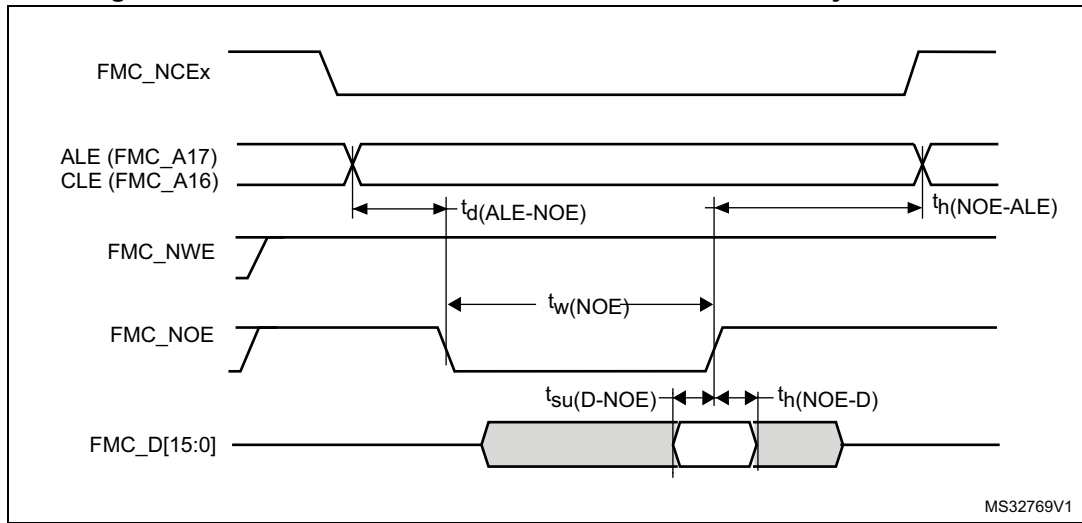 FMC_NCEx
ALE (FMC_A17)
CLE (FMC_A16)
td(ALE-NOE)
th(NOE-ALE)
FMC_NWE
tw(NOE)
FMC_NOE
tsu(D-NOE)
th(NOE-D)
FMC_D[15:0]
MS32769V1